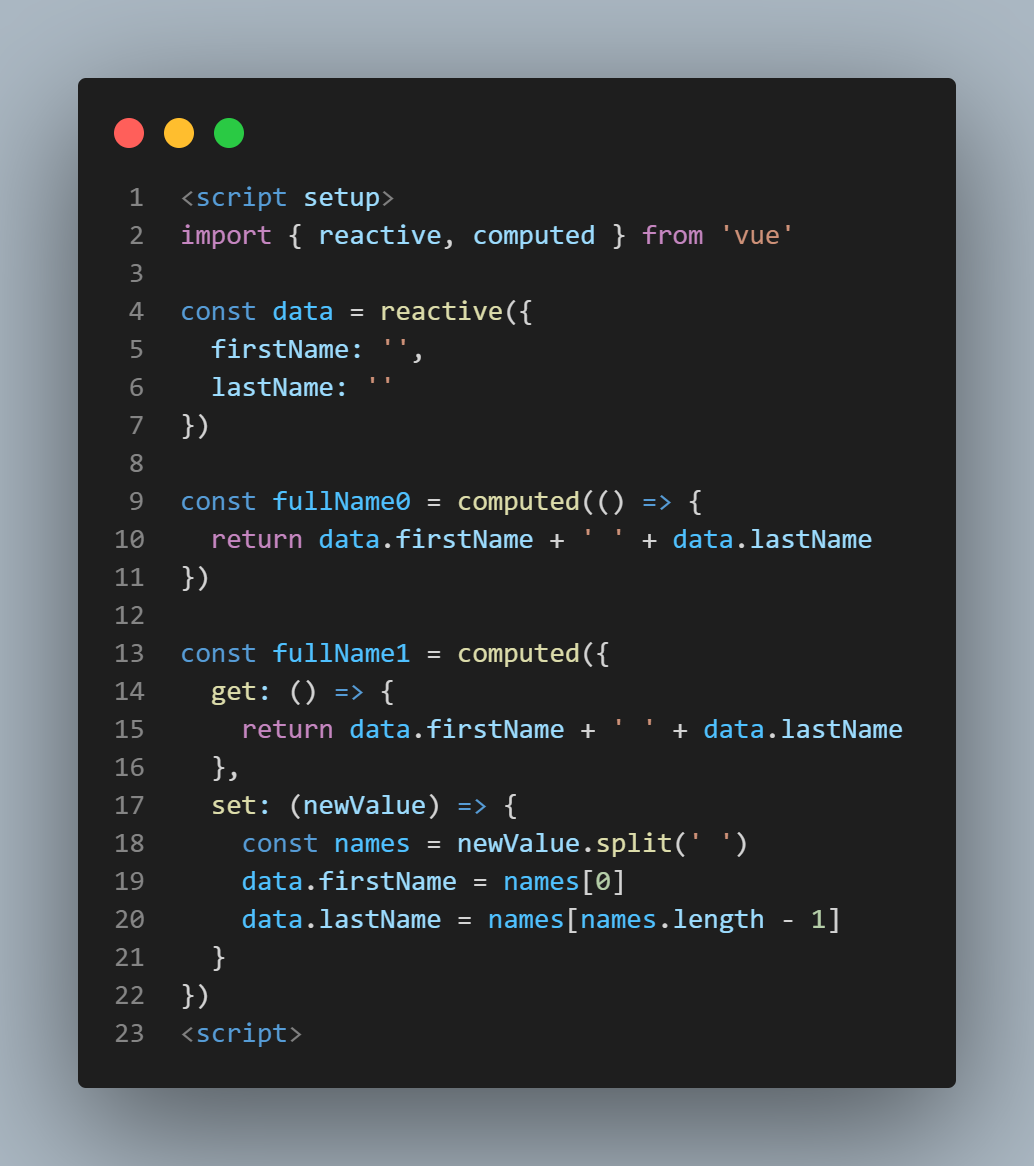 1 <script setup>
2 import { reactive, computed } from 'vue'
3
4 const data = reactive({
5   firstName: '',
6   lastName: ''
7 })
8
9 const fullName0 = computed(() => {
10   return data.firstName + ' ' + data.lastName
11 })
12
13 const fullName1 = computed({
14   get: () => {
15     return data.firstName + ' ' + data.lastName
16   },
17   set: (newValue) => {
18     const names = newValue.split(' ')
19     data.firstName = names[0]
20     data.lastName = names[names.length - 1]
21   }
22 })
23 <script>